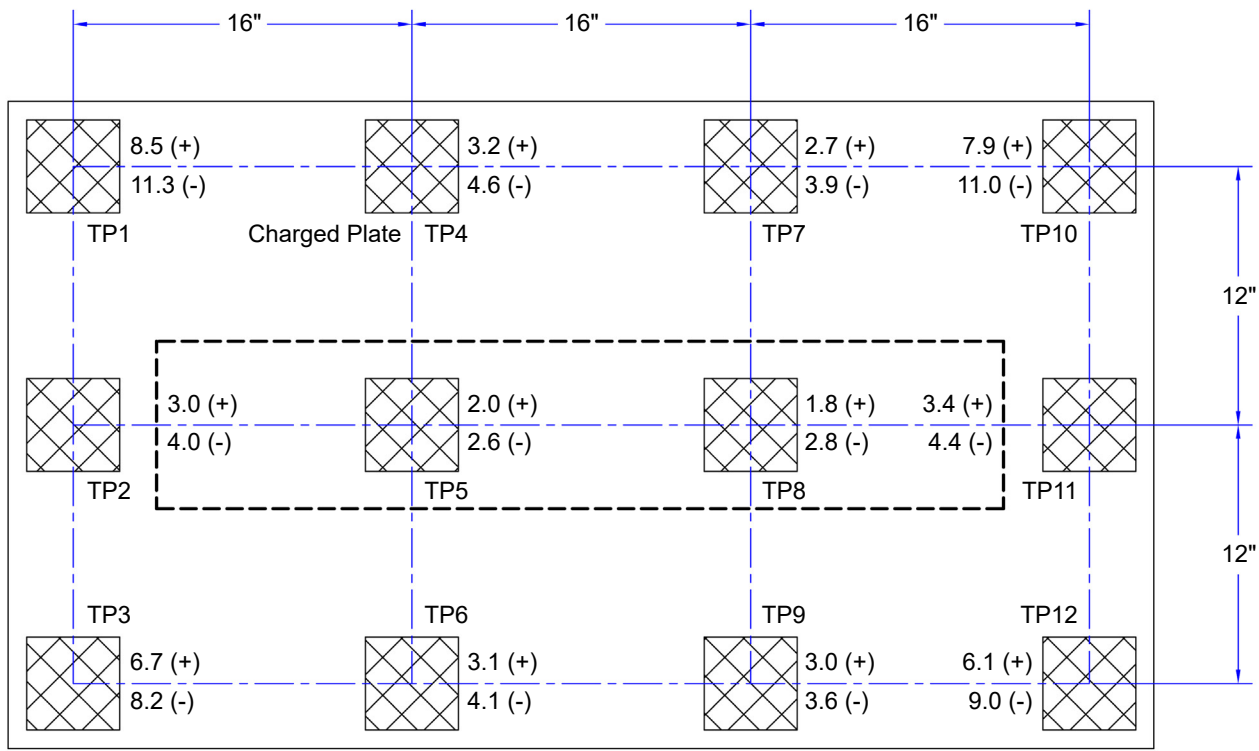 16" 16" 16"
8.5 (+) 3.2 (+) 2.7 (+) 7.9 (+)
11.3 (-) 4.6 (-) 3.9 (-) 11.0 (-)
TP1 Charged Plate TP4 TP7 TP10
12"
3.0 (+) 2.0 (+) 1.8 (+) 3.4 (+)
4.0 (-) 2.6 (-) 2.8 (-) 4.4 (-)
TP2 TP5 TP8 TP11
12"
TP3 TP6 TP9 TP12
6.7 (+) 3.1 (+) 3.0 (+) 6.1 (+)
8.2 (-) 4.1 (-) 3.6 (-) 9.0 (-)